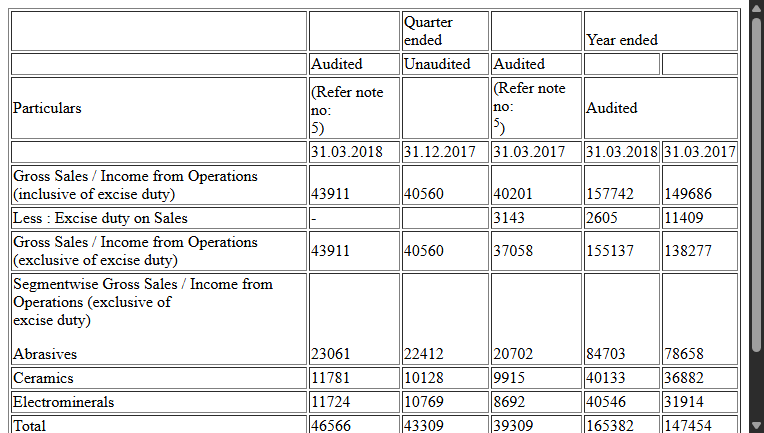 Quarter
ended Year ended
Audited Unaudited Audited
Particulars (Refer note
no:
5) (Refer note
no:
5) Audited
31.03.2018 31.12.2017 31.03.2017 31.03.2018 31.03.2017
Gross Sales / Income from Operations
(inclusive of excise duty) 43911 40560 40201 157742 149686
Less : Excise duty on Sales - 3143 2605 11409
Gross Sales / Income from Operations
(exclusive of excise duty) 43911 40560 37058 155137 138277
Segmentwise Gross Sales / Income from
Operations (exclusive of
excise duty)
Abrasives 23061 22412 20702 84703 78658
Ceramics 11781 10128 9915 40133 36882
Electrominerals 11724 10769 8692 40546 31914
Total 46566 43309 39309 165382 147454